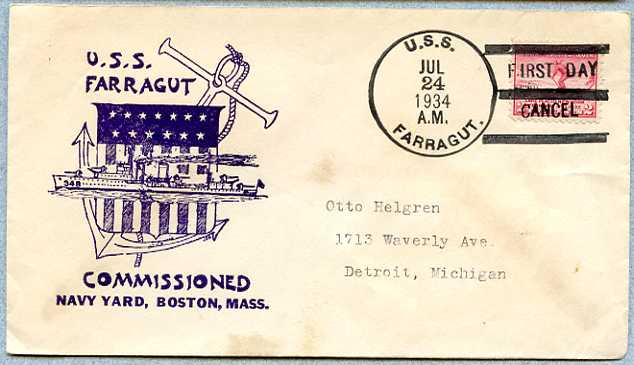 U.S.S.
FARRAGUT
348
COMMISSIONED
NAVY YARD, BOSTON, MASS.
U.S.S.
JUL
24
1934
A.M.
FARRAGUT.
FIRST DAY
CANCEL
2
Otto Helgren
1713 Waverly Ave.
Detroit, Michigan